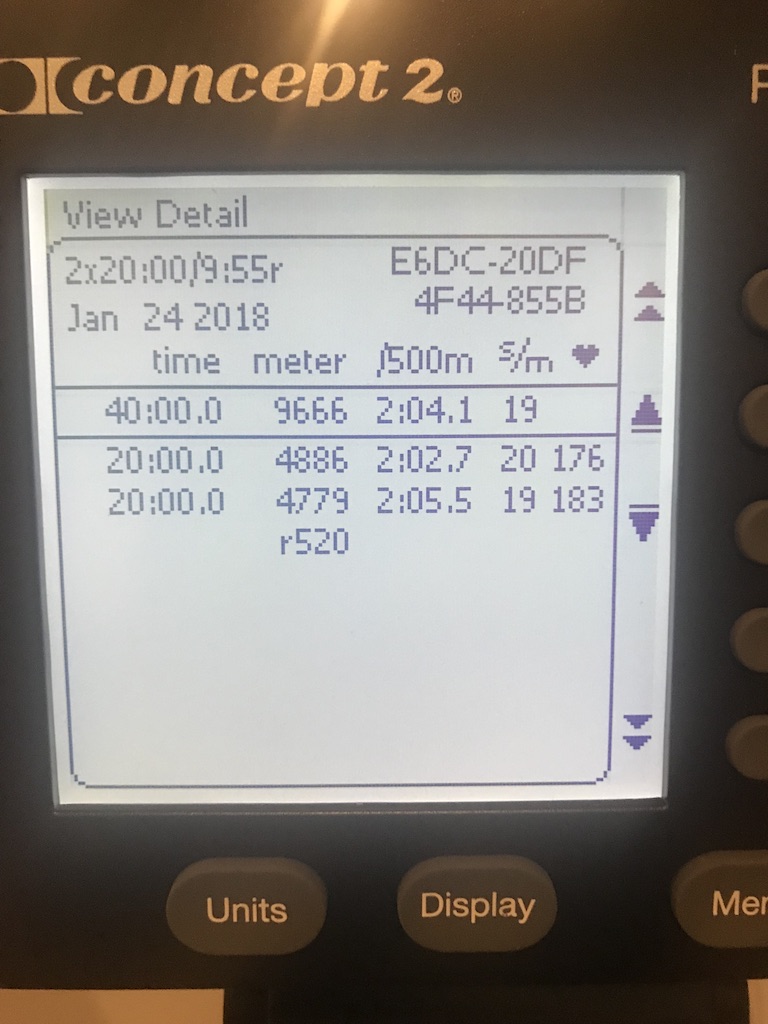 concept 2®
View Detail
2x20:00/9:55r E6DC-20DF
Jan 24 2018 4F44-855B
time meter /500m s/m ♥
40:00.0 9666 2:04.1 19
20:00.0 4886 2:02.7 20 176
20:00.0 4779 2:05.5 19 183
r520
Units Display